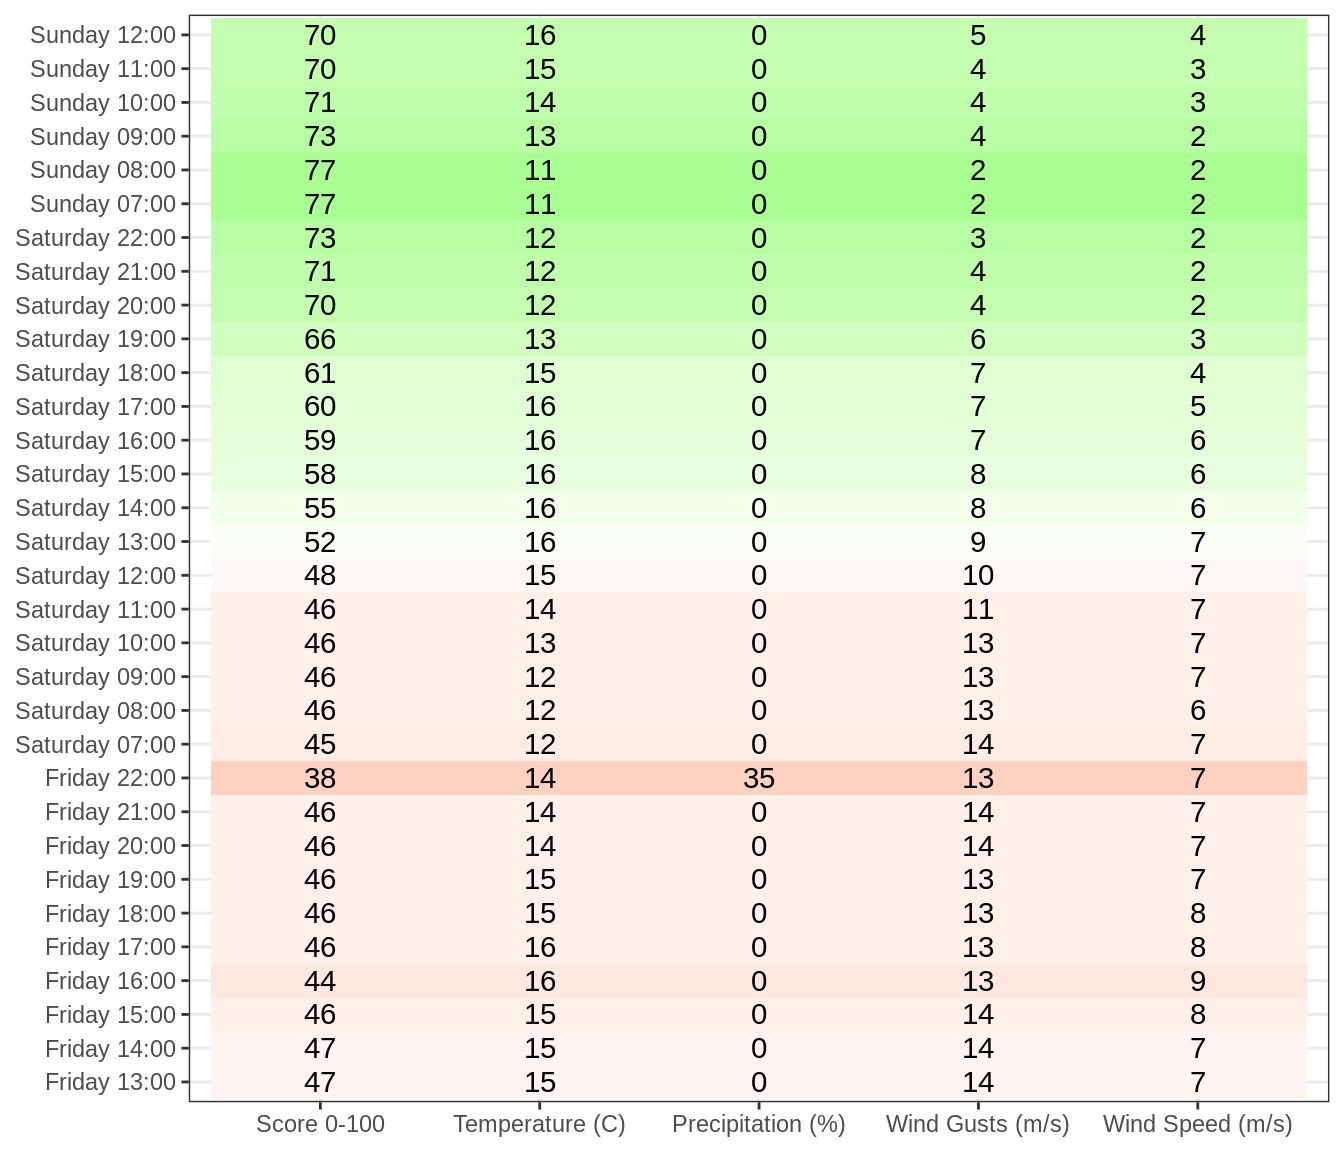 Sunday 12:00 70 16 0 5 4
Sunday 11:00 70 15 0 4 3
Sunday 10:00 71 14 0 4 3
Sunday 09:00 73 13 0 4 2
Sunday 08:00 77 11 0 2 2
Sunday 07:00 77 11 0 2 2
Saturday 22:00 73 12 0 3 2
Saturday 21:00 71 12 0 4 2
Saturday 20:00 70 12 0 4 2
Saturday 19:00 66 13 0 6 3
Saturday 18:00 61 15 0 7 4
Saturday 17:00 60 16 0 7 5
Saturday 16:00 59 16 0 7 6
Saturday 15:00 58 16 0 8 6
Saturday 14:00 55 16 0 8 6
Saturday 13:00 52 16 0 9 7
Saturday 12:00 48 15 0 10 7
Saturday 11:00 46 14 0 11 7
Saturday 10:00 46 13 0 13 7
Saturday 09:00 46 12 0 13 7
Saturday 08:00 46 12 0 13 6
Saturday 07:00 45 12 0 14 7
Friday 22:00 38 14 35 13 7
Friday 21:00 46 14 0 14 7
Friday 20:00 46 14 0 14 7
Friday 19:00 46 15 0 13 7
Friday 18:00 46 15 0 13 8
Friday 17:00 46 16 0 13 8
Friday 16:00 44 16 0 13 9
Friday 15:00 46 15 0 14 8
Friday 14:00 47 15 0 14 7
Friday 13:00 47 15 0 14 7
Score 0-100 Temperature (C) Precipitation (%) Wind Gusts (m/s) Wind Speed (m/s)